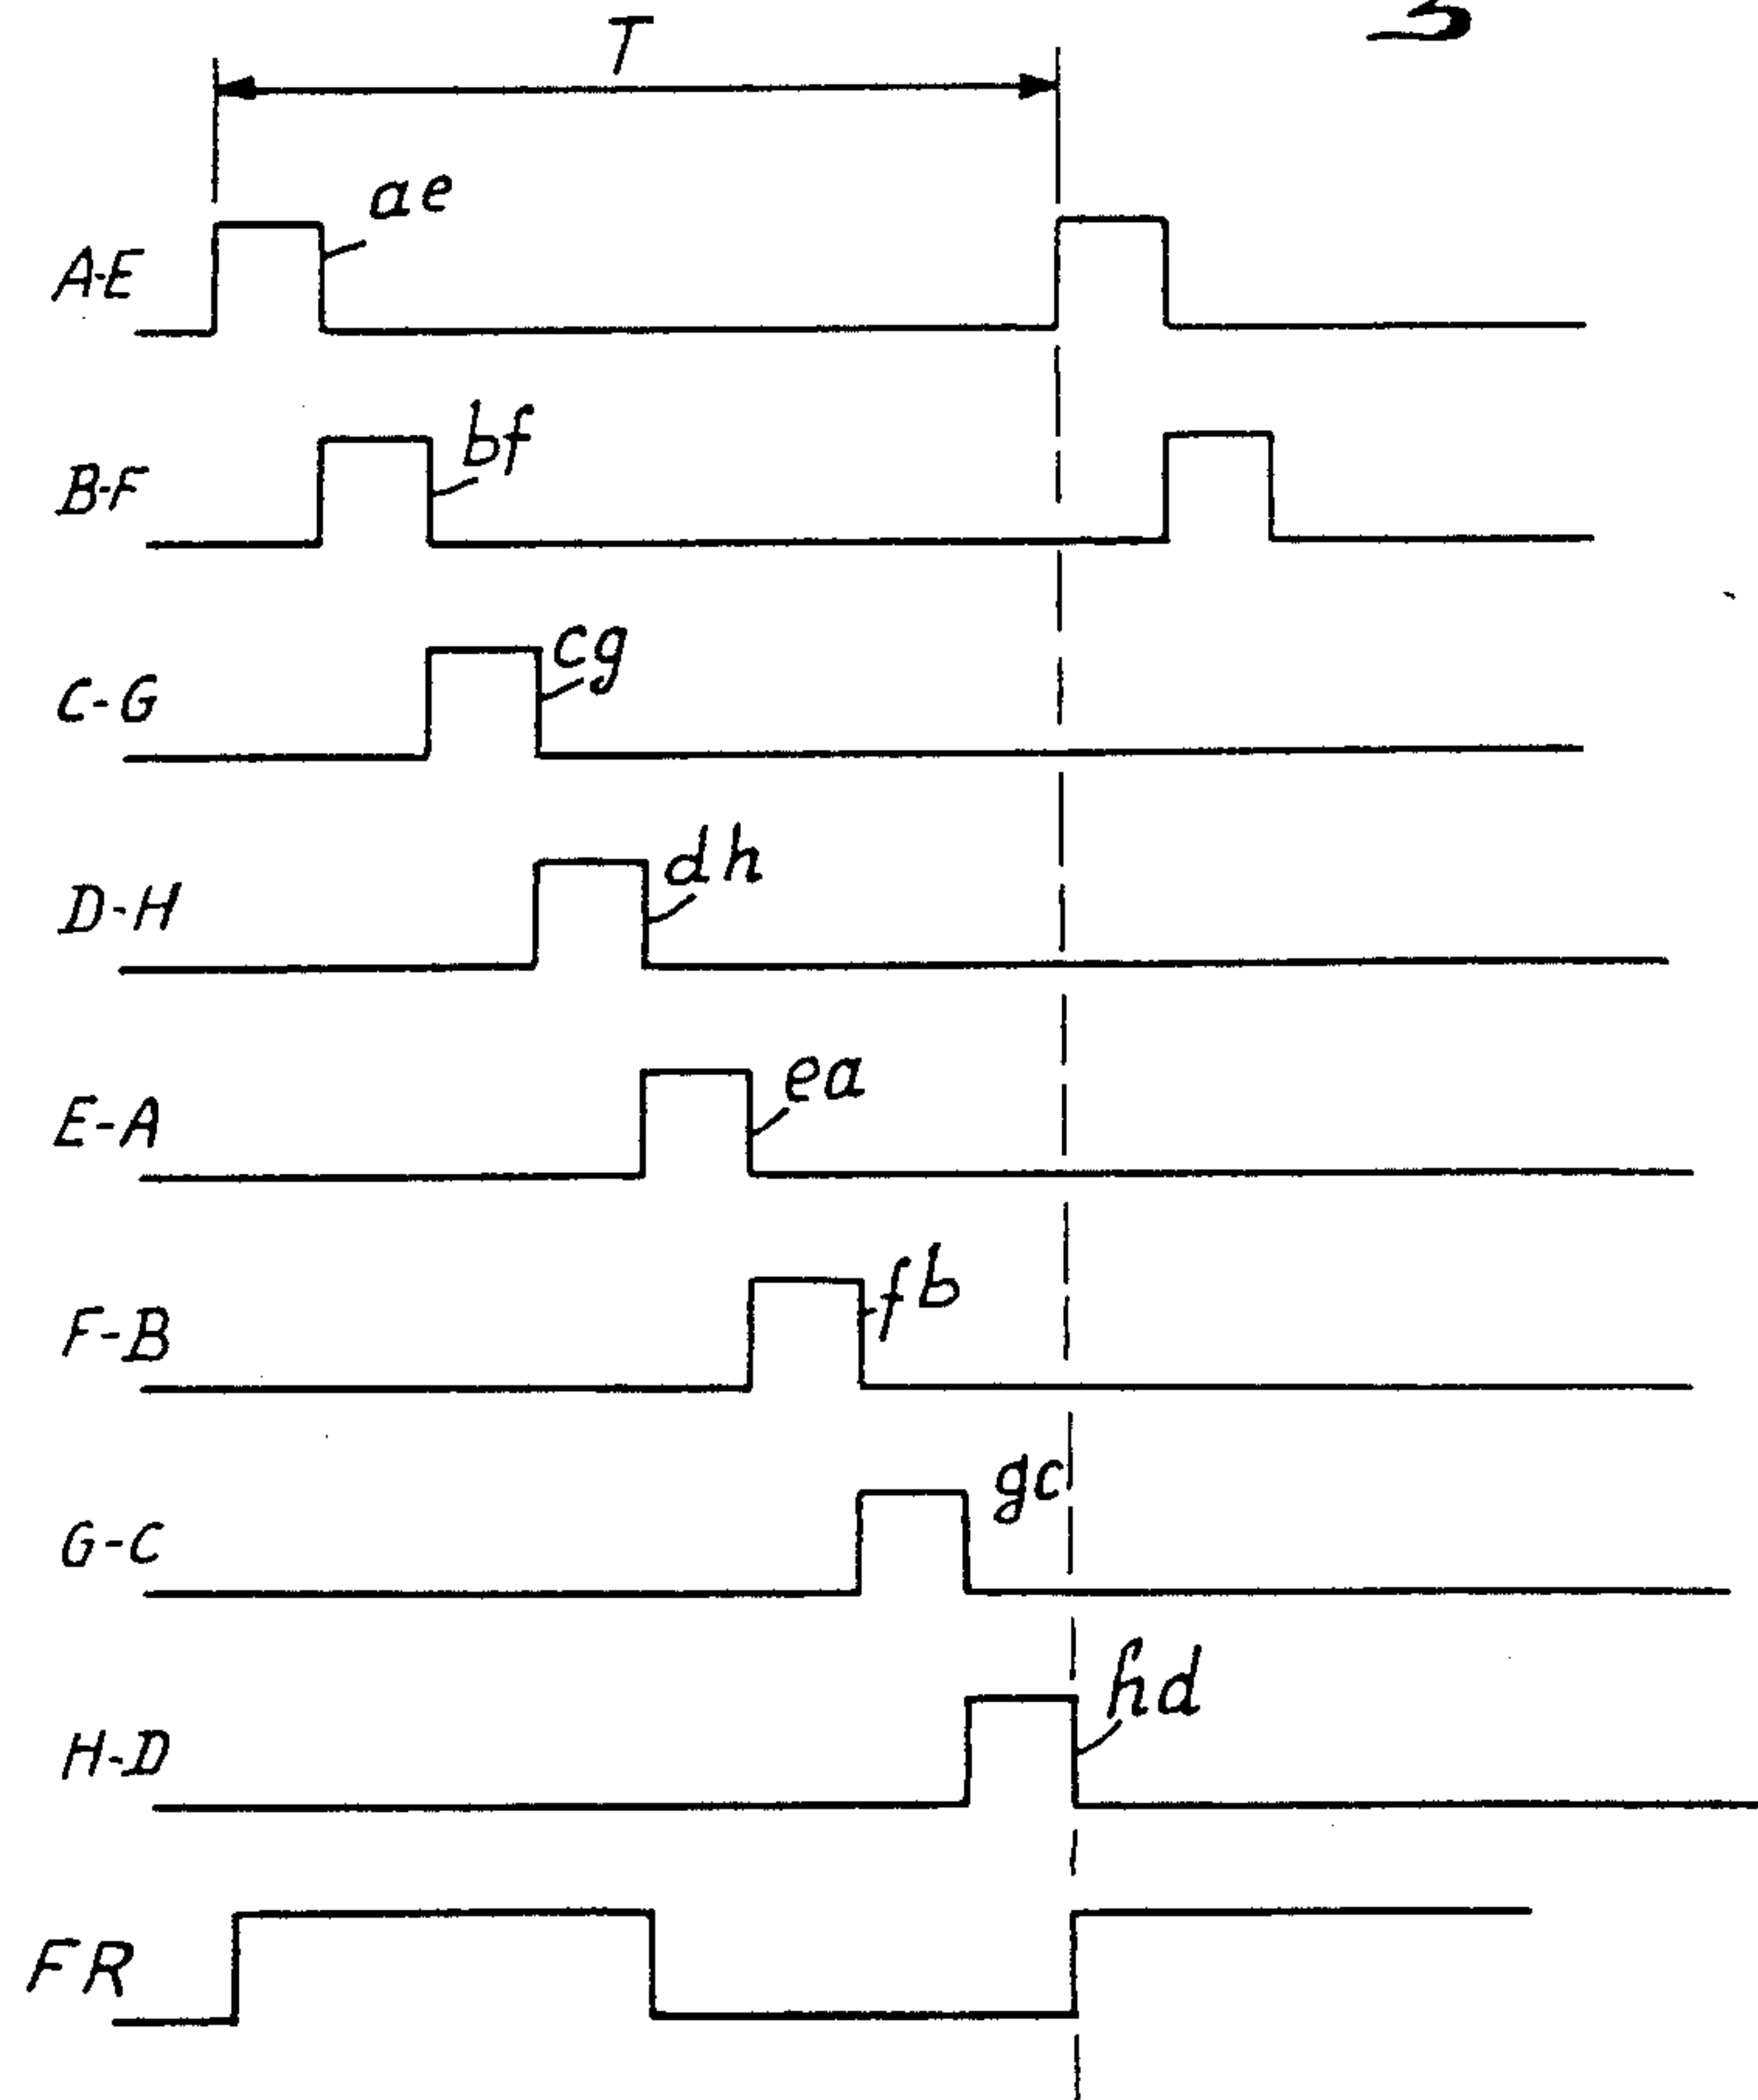 T
ae
A-E
bf
B-F
cg
C-G
dh
D-H
ea
E-A
fb
F-B
gc
G-C
hd
H-D
FR